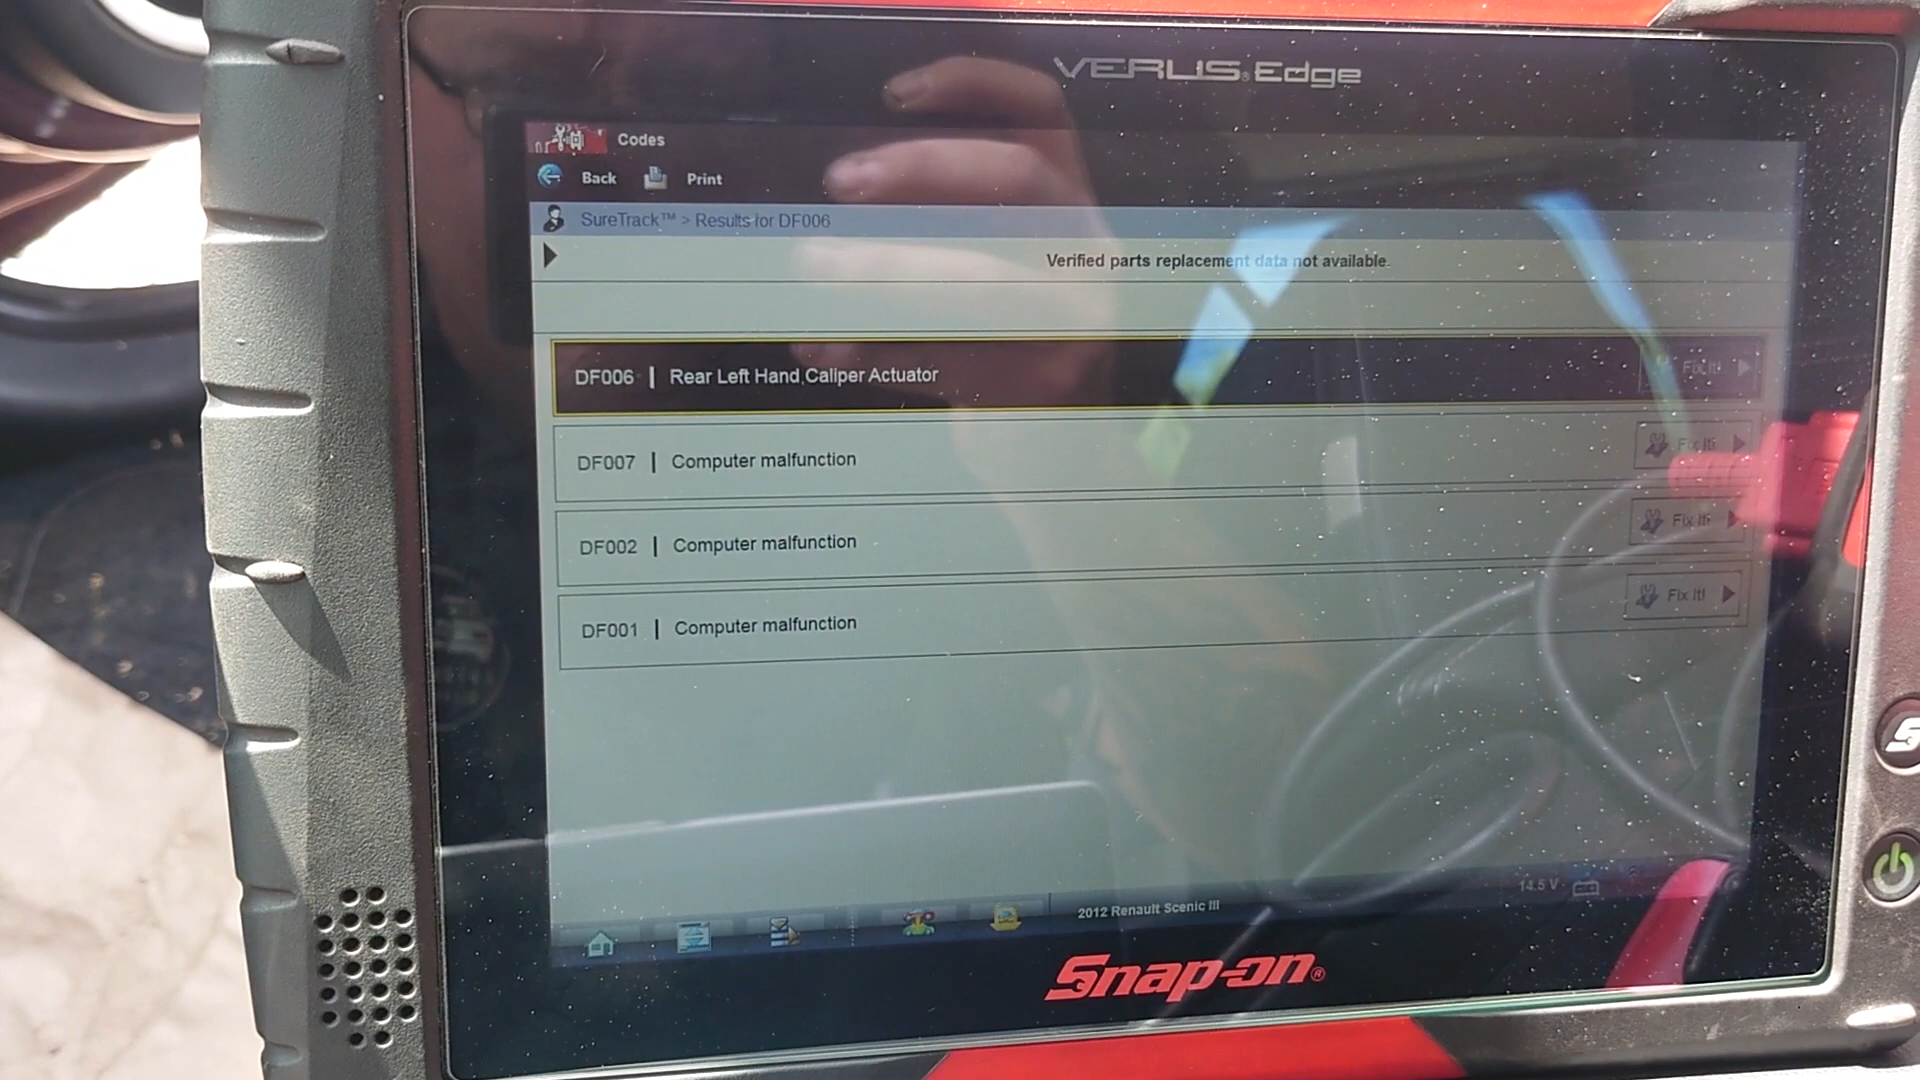 VERUS® Edge
Codes
Back Print
SureTrack™ > Results for DF006
Verified parts replacement data not available.
DF006 | Rear Left Hand Caliper Actuator Fix It!
DF007 | Computer malfunction Fix It!
DF002 | Computer malfunction Fix It!
DF001 | Computer malfunction Fix It!
2012 Renault Scenic III 14.5 V
Snap-on®